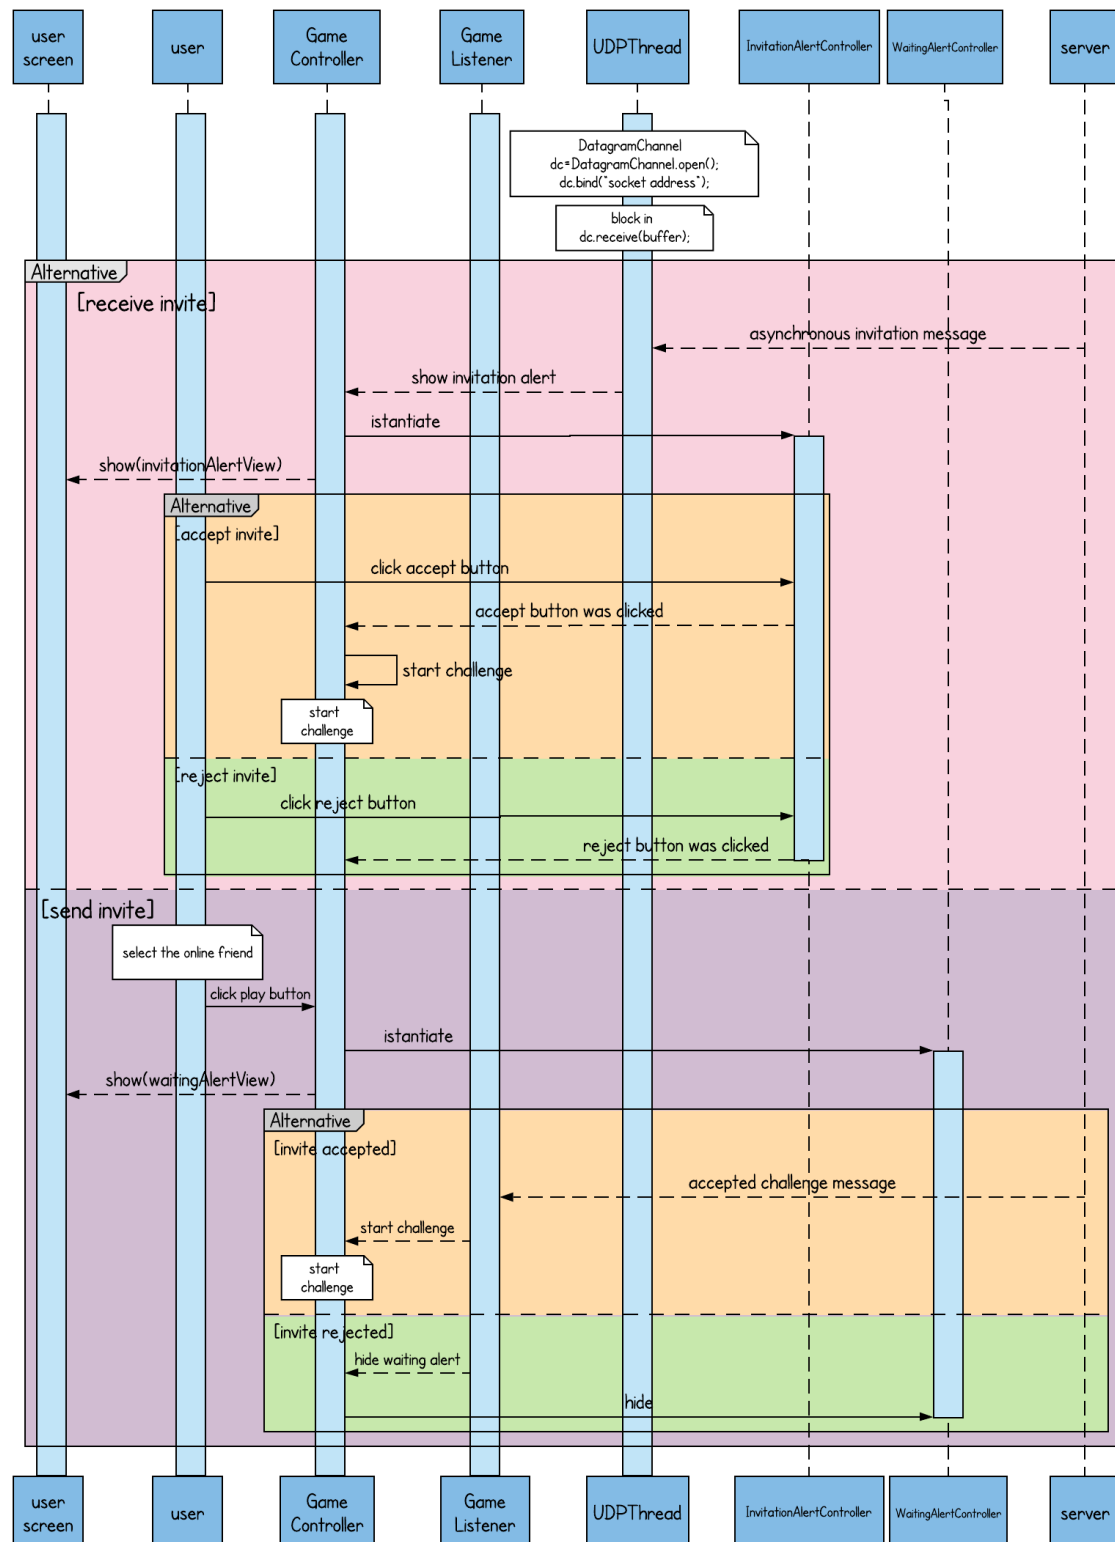 user
screen
user
Game
Controller
Game
Listener
UDPThread
InvitationAlertController
WaitingAlertController
server
DatagramChannel
dc=DatagramChannel.open();
dc.bind("socket address");
block in
dc.receive(buffer);
Alternative
[receive invite]
asynchronous invitation message
show invitation alert
istantiate
show(invitationAlertView)
Alternative
[accept invite]
click accept button
accept button was clicked
start challenge
start
challenge
[reject invite]
click reject button
reject button was clicked
[send invite]
select the online friend
click play button
istantiate
show(waitingAlertView)
Alternative
[invite accepted]
accepted challenge message
start challenge
start
challenge
[invite rejected]
hide waiting alert
hide
user
screen
user
Game
Controller
Game
Listener
UDPThread
InvitationAlertController
WaitingAlertController
server